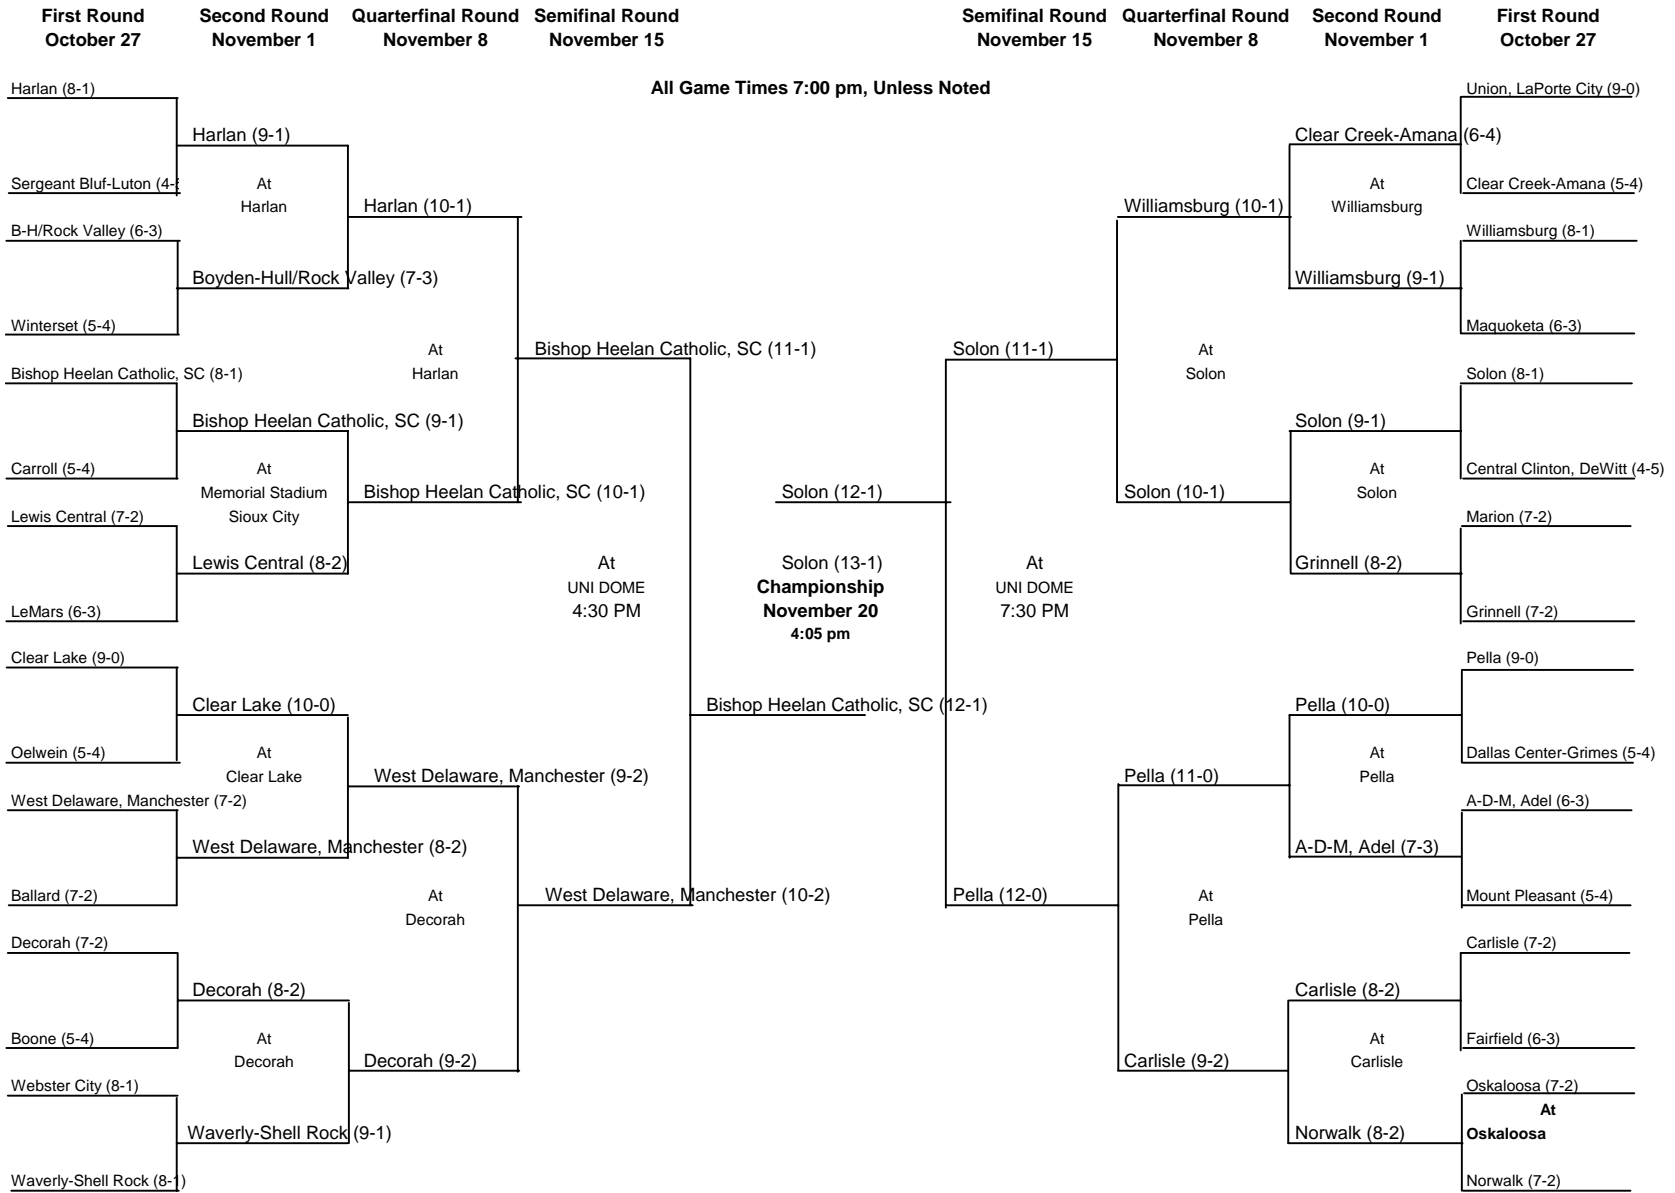 First Round
October 27
Second Round
November 1
Quarterfinal Round
November 8
Semifinal Round
November 15
Semifinal Round
November 15
Quarterfinal Round
November 8
Second Round
November 1
First Round
October 27
All Game Times 7:00 pm, Unless Noted
Harlan (8-1)
Sergeant Bluf-Luton (4-
B-H/Rock Valley (6-3)
Winterset (5-4)
Bishop Heelan Catholic, SC (8-1)
Carroll (5-4)
Lewis Central (7-2)
LeMars (6-3)
Clear Lake (9-0)
Oelwein (5-4)
West Delaware, Manchester (7-2)
Ballard (7-2)
Decorah (7-2)
Boone (5-4)
Webster City (8-1)
Waverly-Shell Rock (8-1)
Harlan (9-1)
At
Harlan
Boyden-Hull/Rock Valley (7-3)
Bishop Heelan Catholic, SC (9-1)
At
Memorial Stadium
Sioux City
Lewis Central (8-2)
Clear Lake (10-0)
At
Clear Lake
West Delaware, Manchester (8-2)
Decorah (8-2)
At
Decorah
Waverly-Shell Rock (9-1)
Harlan (10-1)
At
Harlan
Bishop Heelan Catholic, SC (10-1)
West Delaware, Manchester (9-2)
At
Decorah
Decorah (9-2)
Bishop Heelan Catholic, SC (11-1)
At
UNI DOME
4:30 PM
West Delaware, Manchester (10-2)
Solon (12-1)
Solon (13-1)
Championship
November 20
4:05 pm
Bishop Heelan Catholic, SC (12-1)
Solon (11-1)
At
UNI DOME
7:30 PM
Pella (12-0)
Williamsburg (10-1)
At
Solon
Solon (10-1)
Pella (11-0)
At
Pella
Carlisle (9-2)
Clear Creek-Amana (6-4)
At
Williamsburg
Williamsburg (9-1)
Solon (9-1)
At
Solon
Grinnell (8-2)
Pella (10-0)
At
Pella
A-D-M, Adel (7-3)
Carlisle (8-2)
At
Carlisle
Norwalk (8-2)
Union, LaPorte City (9-0)
Clear Creek-Amana (5-4)
Williamsburg (8-1)
Maquoketa (6-3)
Solon (8-1)
Central Clinton, DeWitt (4-5)
Marion (7-2)
Grinnell (7-2)
Pella (9-0)
Dallas Center-Grimes (5-4)
A-D-M, Adel (6-3)
Mount Pleasant (5-4)
Carlisle (7-2)
Fairfield (6-3)
Oskaloosa (7-2)
At
Oskaloosa
Norwalk (7-2)